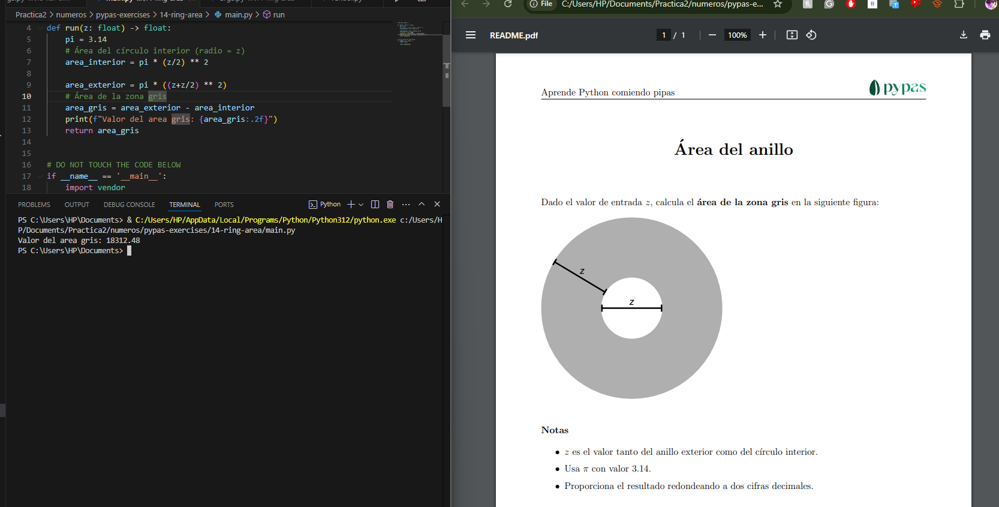 File C:/Users/HP/Documents/Practica2/numeros/pypas-e...
Practica2 > numeros > pypas-exercises > 14-ring-area > main.py > run
4 def run(z: float) -> float:
5 pi = 3.14
6 # Área del círculo interior (radio = z)
7 area_interior = pi * (z/2) ** 2
8
9 area_exterior = pi * ((z+z/2) ** 2)
10 # Área de la zona gris
11 area_gris = area_exterior - area_interior
12 print(f"Valor del area gris: {area_gris:.2f}")
13 return area_gris
14
15
16 # DO NOT TOUCH THE CODE BELOW
17 if __name__ == '__main__':
18 import vendor
PROBLEMS OUTPUT DEBUG CONSOLE TERMINAL PORTS Python
PS C:\Users\HP\Documents> & C:/Users/HP/AppData/Local/Programs/Python/Python312/python.exe c:/Users/H
P/Documents/Practica2/numeros/pypas-exercises/14-ring-area/main.py
Valor del area gris: 18312.48
PS C:\Users\HP\Documents>
README.pdf 1 / 1 100%
Aprende Python comiendo pipas pypas
Área del anillo
Dado el valor de entrada z, calcula el área de la zona gris en la siguiente figura:
z
z
Notas
• z es el valor tanto del anillo exterior como del círculo interior.
• Usa π con valor 3.14.
• Proporciona el resultado redondeando a dos cifras decimales.